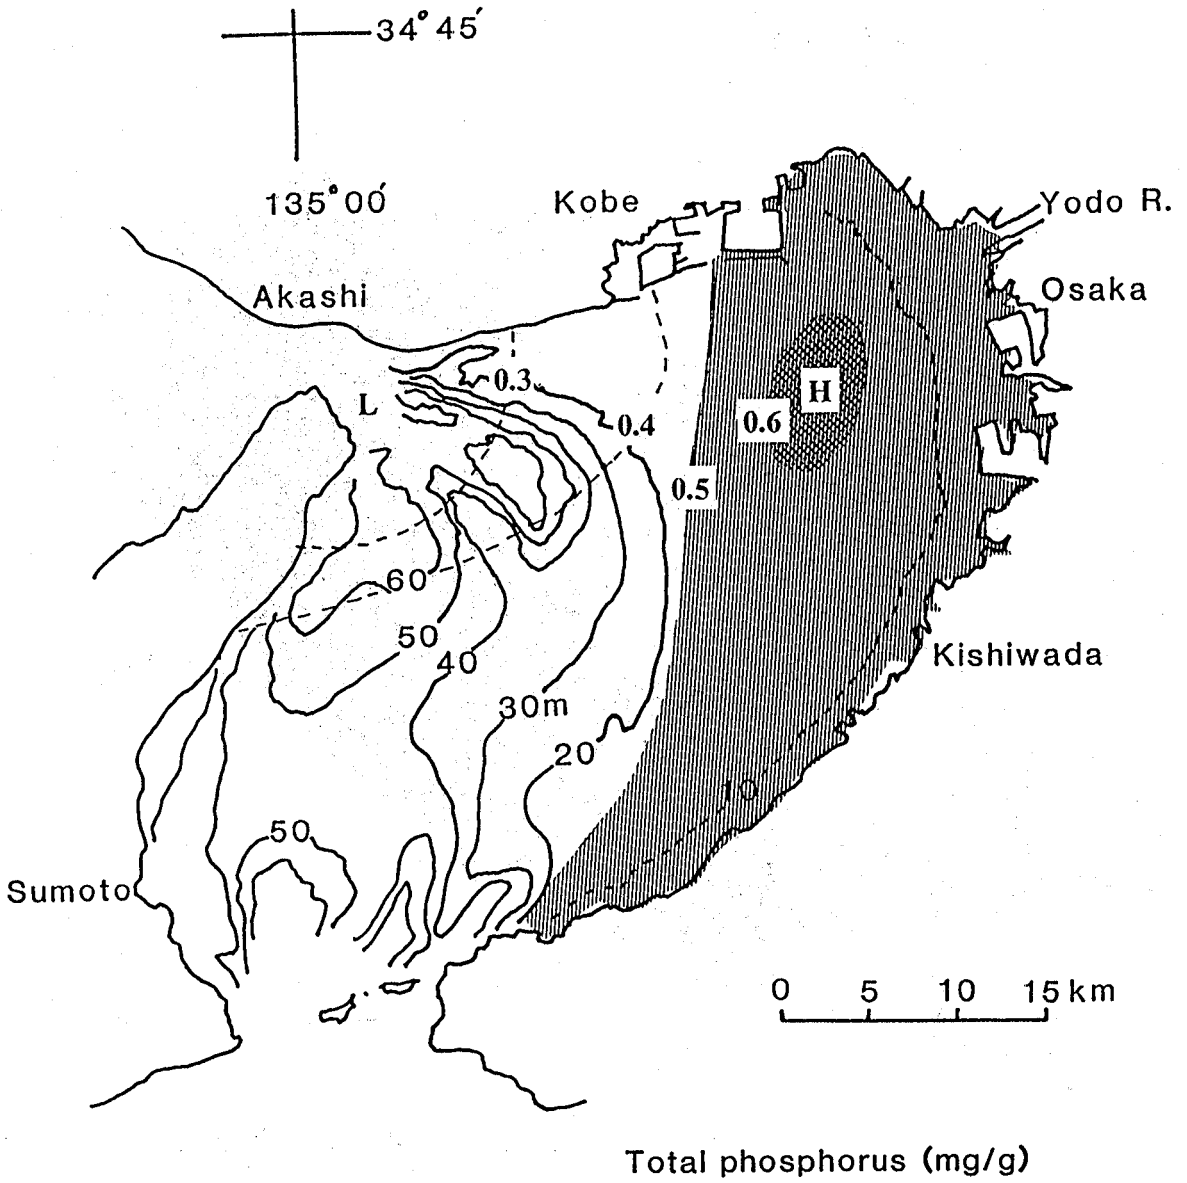 34°45′
135°00′
Kobe
Yodo R.
Akashi
Osaka
0.3
L
H
0.4
0.6
0.5
60
50
40
Kishiwada
30m
20
10
50
Sumoto
0 5 10 15 km
Total phosphorus (mg/g)